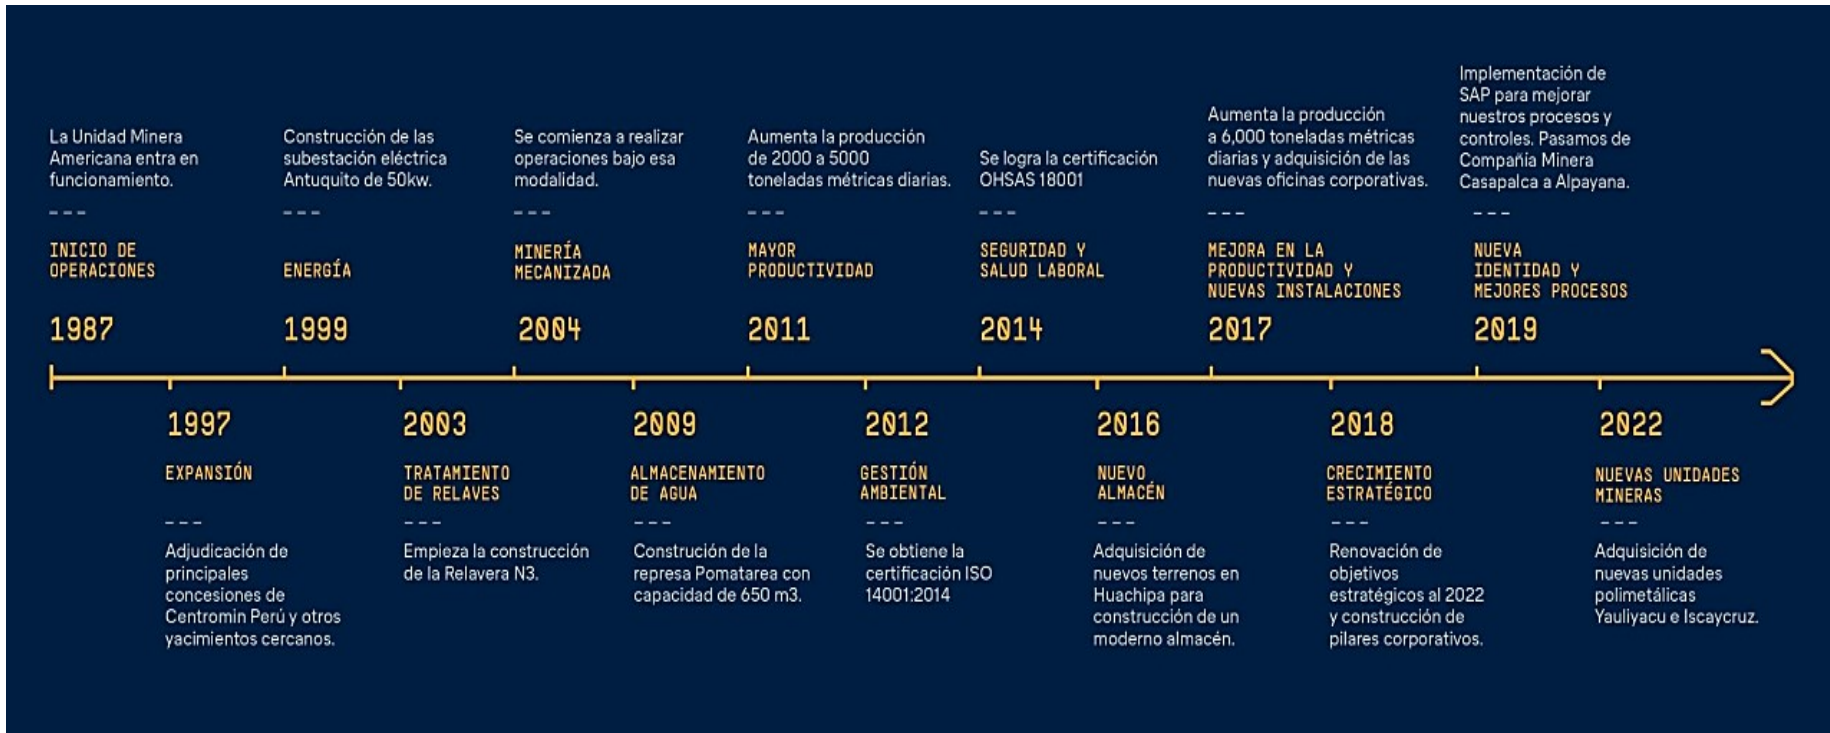 La Unidad Minera
Americana entra en
funcionamiento.
---
INICIO DE
OPERACIONES
1987
Construcción de las
subestación eléctrica
Antuquito de 50kw.
---
ENERGÍA
1999
Se comienza a realizar
operaciones bajo esa
modalidad.
---
MINERÍA
MECANIZADA
2004
Aumenta la producción
de 2000 a 5000
toneladas métricas diarias.
---
MAYOR
PRODUCTIVIDAD
2011
Se logra la certificación
OHSAS 18001
---
SEGURIDAD Y
SALUD LABORAL
2014
Aumenta la producción
a 6,000 toneladas métricas
diarias y adquisición de las
nuevas oficinas corporativas.
---
MEJORA EN LA
PRODUCTIVIDAD Y
NUEVAS INSTALACIONES
2017
Implementación de
SAP para mejorar
nuestros procesos y
controles. Pasamos de
Compañía Minera
Casapalca a Alpayana.
---
NUEVA
IDENTIDAD Y
MEJORES PROCESOS
2019
1997
EXPANSIÓN
---
Adjudicación de
principales
concesiones de
Centromin Perú y otros
yacimientos cercanos.
2003
TRATAMIENTO
DE RELAVES
---
Empieza la construcción
de la Relavera N3.
2009
ALMACENAMIENTO
DE AGUA
---
Construción de la
represa Pomatarea con
capacidad de 650 m3.
2012
GESTIÓN
AMBIENTAL
---
Se obtiene la
certificación ISO
14001:2014
2016
NUEVO
ALMACÉN
---
Adquisición de
nuevos terrenos en
Huachipa para
construcción de un
moderno almacén.
2018
CRECIMIENTO
ESTRATÉGICO
---
Renovación de
objetivos
estratégicos al 2022
y construcción de
pilares corporativos.
2022
NUEVAS UNIDADES
MINERAS
---
Adquisición de
nuevas unidades
polimetálicas
Yauliyacu e Iscaycruz.